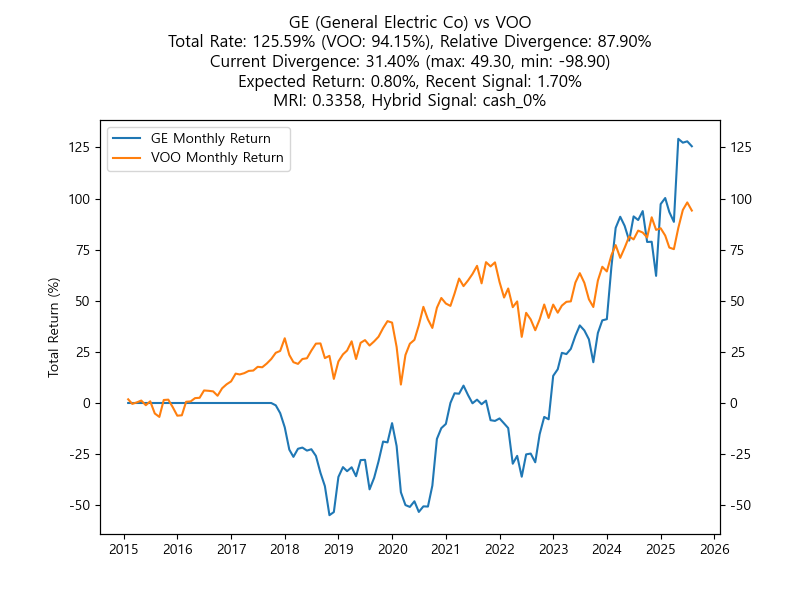 GE (General Electric Co) vs VOO
Total Rate: 125.59% (VOO: 94.15%), Relative Divergence: 87.90%
Current Divergence: 31.40% (max: 49.30, min: -98.90)
Expected Return: 0.80%, Recent Signal: 1.70%
MRI: 0.3358, Hybrid Signal: cash_0%
GE Monthly Return
VOO Monthly Return
Total Return (%)
125
100
75
50
25
0
-25
-50
125
100
75
50
25
0
-25
-50
2015 2016 2017 2018 2019 2020 2021 2022 2023 2024 2025 2026